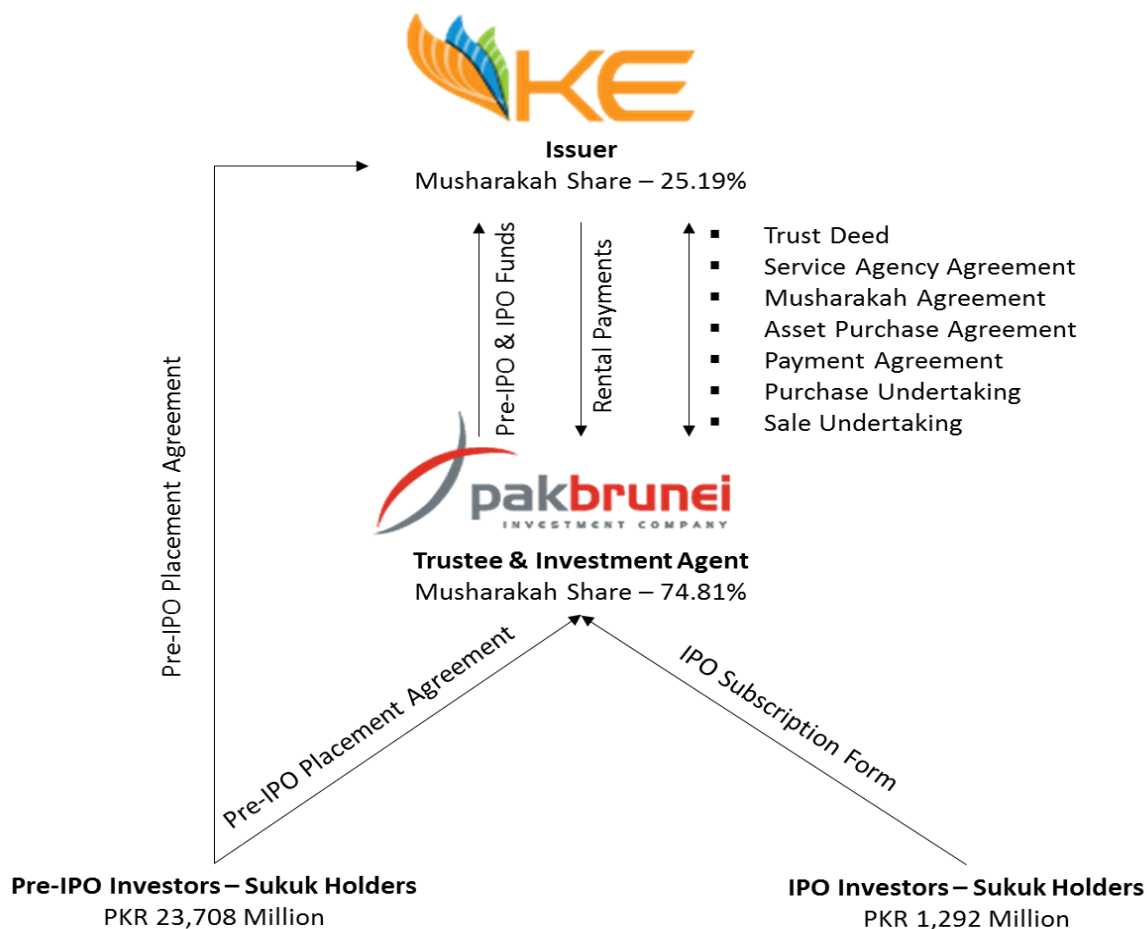 KE
Issuer
Musharakah Share – 25.19%
Pre-IPO Placement Agreement
Pre-IPO & IPO Funds
Rental Payments
▪ Trust Deed
▪ Service Agency Agreement
▪ Musharakah Agreement
▪ Asset Purchase Agreement
▪ Payment Agreement
▪ Purchase Undertaking
▪ Sale Undertaking
pakbrunei
INVESTMENT COMPANY
Trustee & Investment Agent
Musharakah Share – 74.81%
Pre-IPO Placement Agreement
IPO Subscription Form
Pre-IPO Investors – Sukuk Holders
PKR 23,708 Million
IPO Investors – Sukuk Holders
PKR 1,292 Million